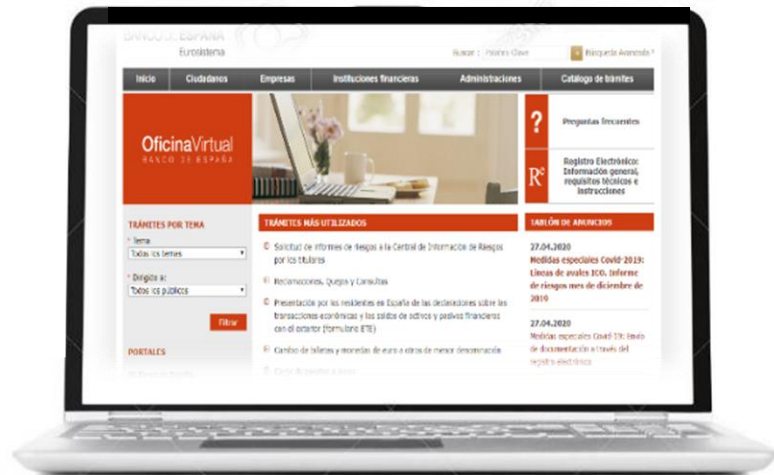 BANCO DE ESPAÑA
Eurosistema
Buscar : Palabra Clave
Búsqueda Avanzada
Inicio
Ciudadanos
Empresas
Instituciones financieras
Administraciones
Catálogo de trámites
OficinaVirtual
BANCO DE ESPAÑA
?
Preguntas frecuentes
Registro Electrónico:
Información general,
requisitos técnicos e
instrucciones
TRÁMITES POR TEMA
* Tema
Todos los temas
* Dirigido a:
Todos los públicos
Filtrar
PORTALES
TRÁMITES MÁS UTILIZADOS
Solicitud de informes de riesgos a la Central de Información de Riesgos
por los titulares
Reclamaciones, Quejas y Consultas
Presentación por los residentes en España de las declaraciones sobre las
transacciones económicas y los saldos de activos y pasivos financieros
con el exterior (formulario ETE)
Cambio de billetes y monedas de euro a otros de menor denominación
TABLÓN DE ANUNCIOS
27.04.2020
Medidas especiales Covid-2019:
Líneas de avales ICO. Informe
de riesgos mes de diciembre de
2019
27.04.2020
Medidas especiales Covid-19: Envío
de documentación a través del
registro electrónico